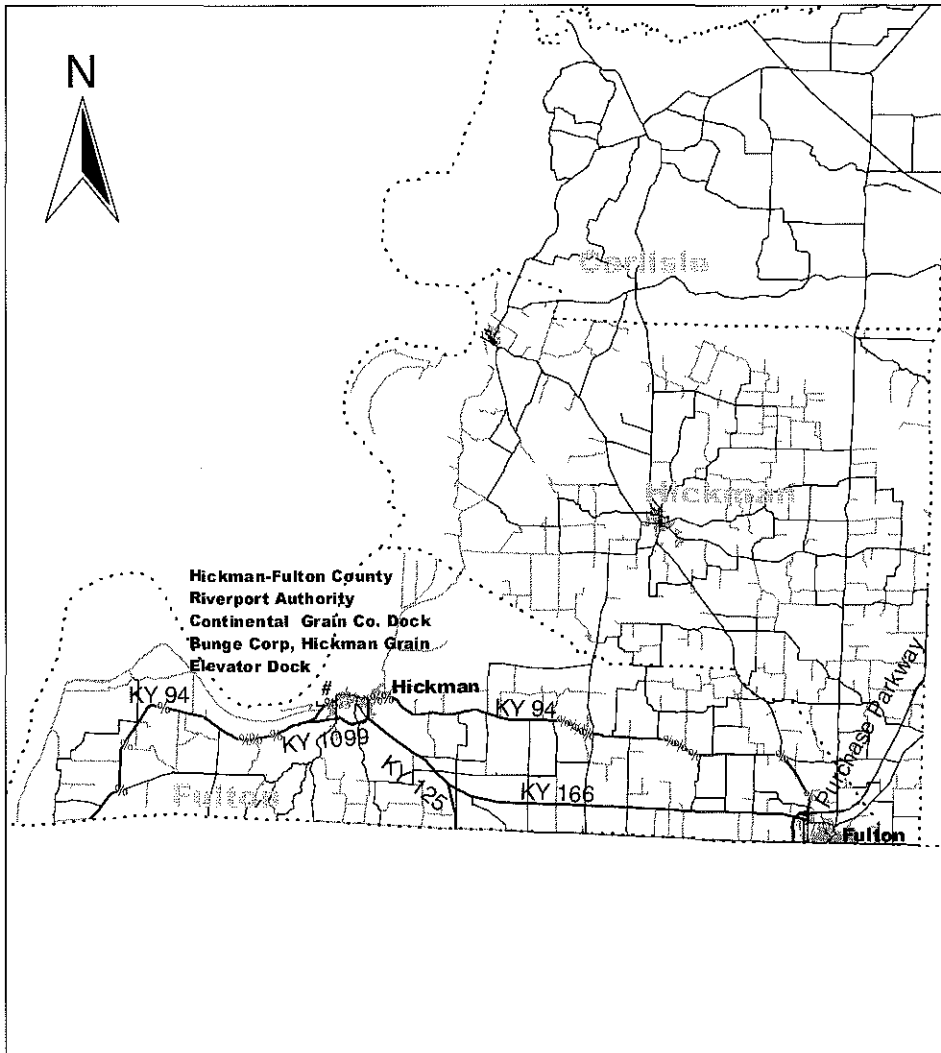 N
Carlisle
Hickman
Hickman-Fulton County
Riverport Authority
Continental Grain Co. Dock
Bunge Corp, Hickman Grain
Elevator Dock
#
Hickman
KY 94
KY 94
KY 1099
KY 125
KY 166
Fulton
Purchase Parkway
Fulton